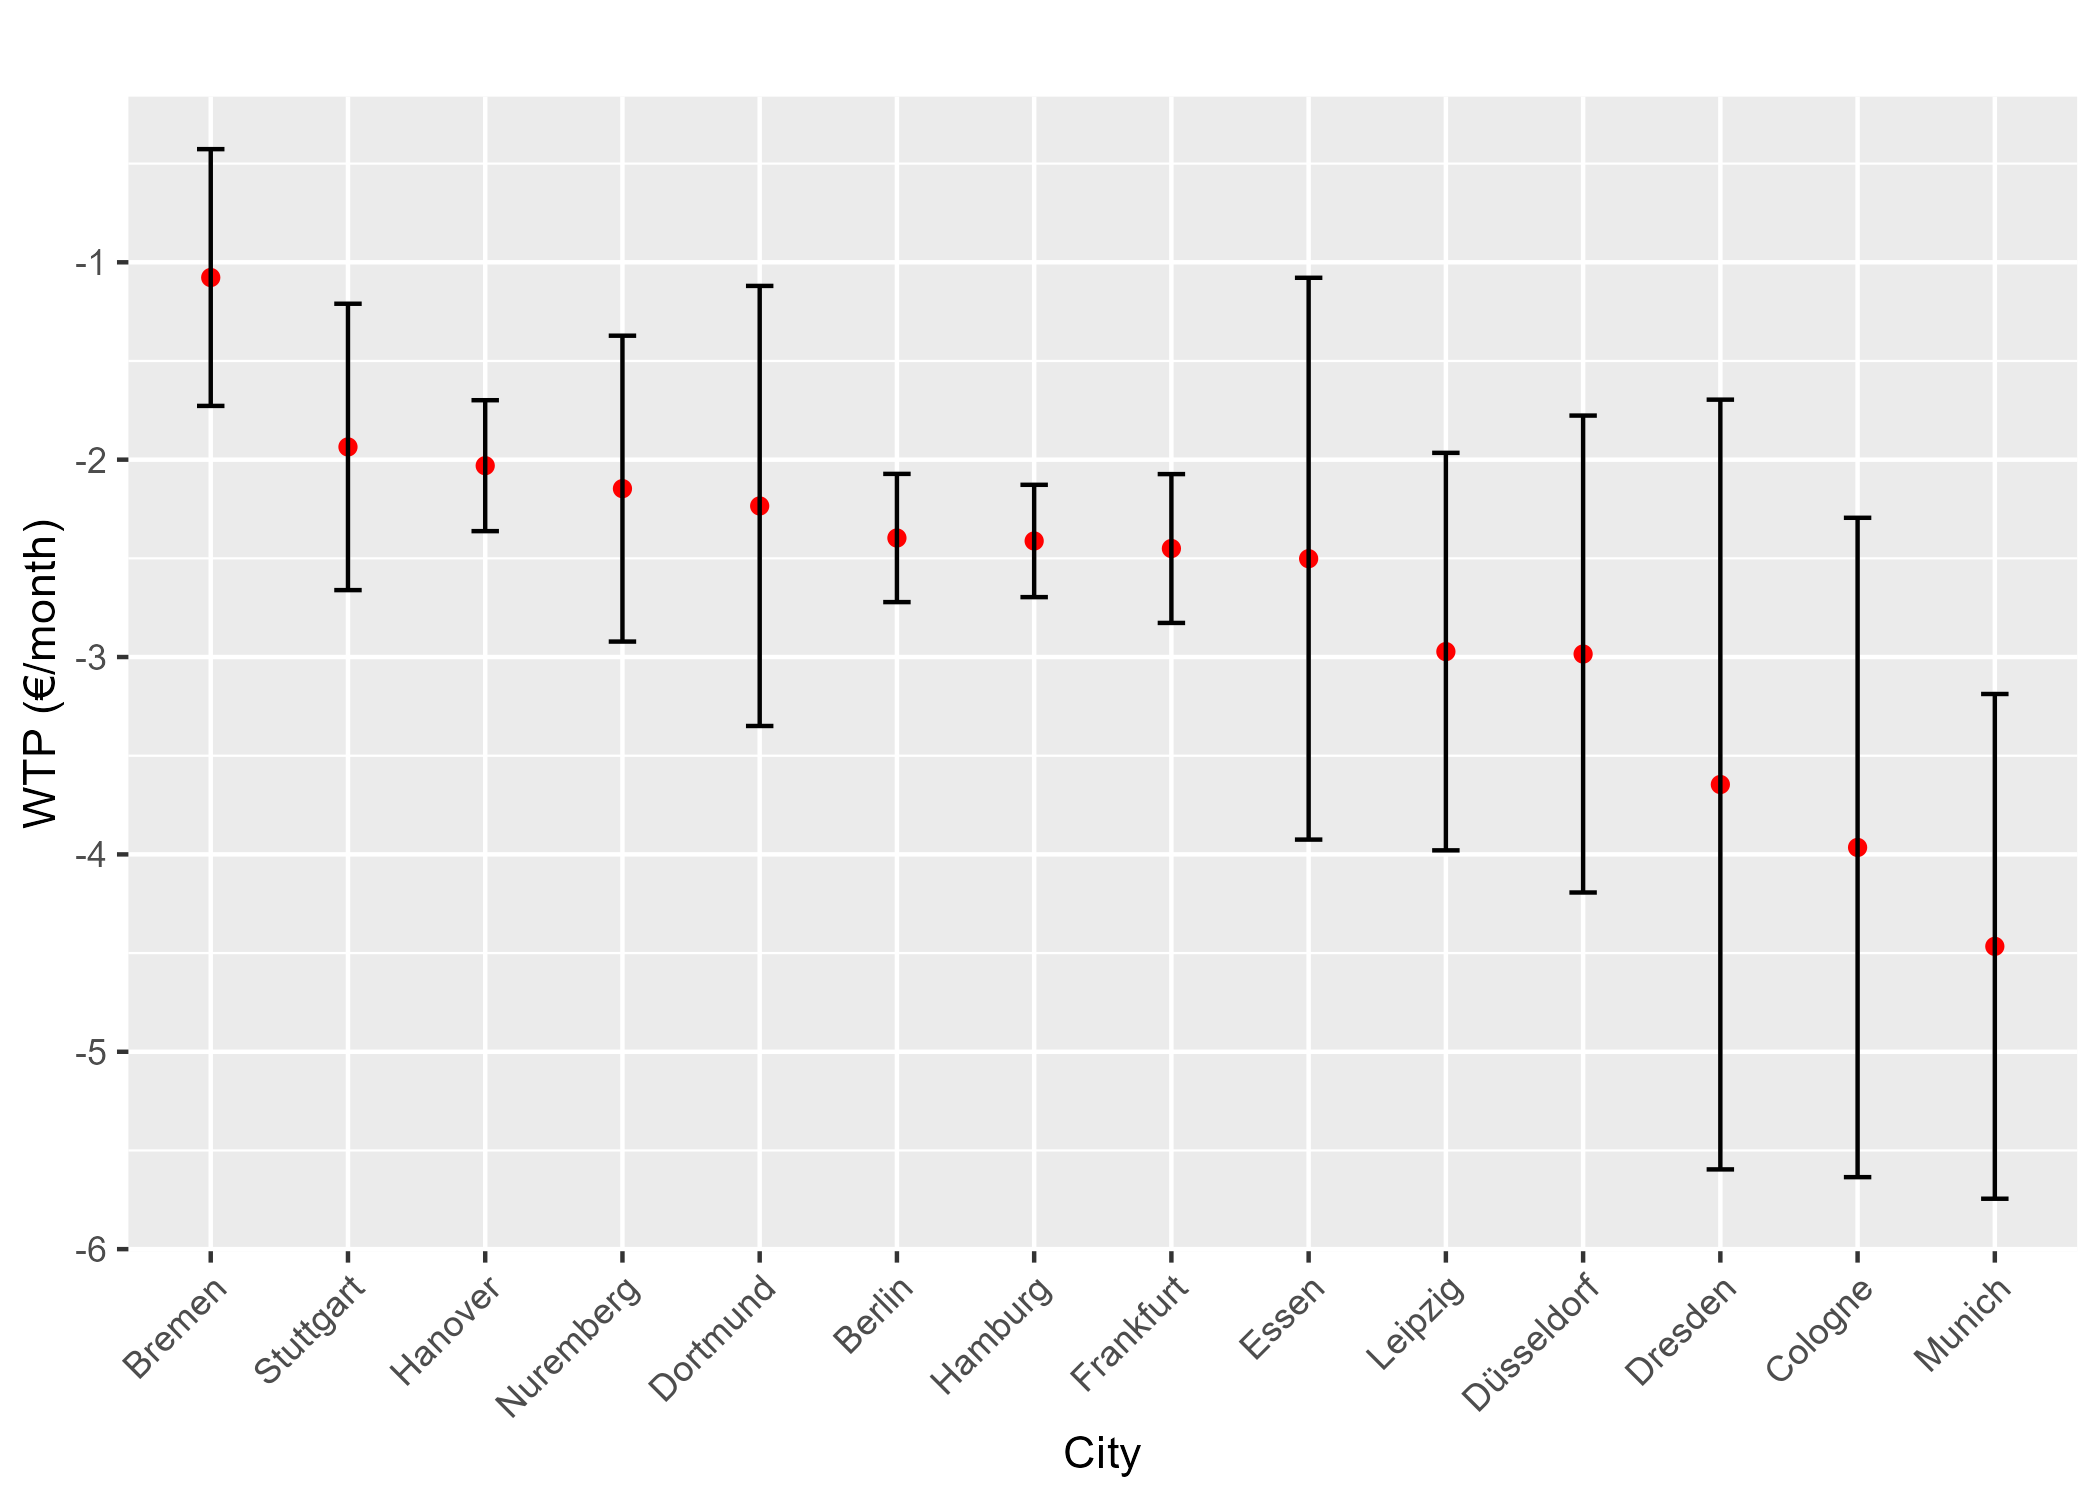 WTP (€/month)
-1
-2
-3
-4
-5
-6
Bremen
Stuttgart
Hanover
Nuremberg
Dortmund
Berlin
Hamburg
Frankfurt
Essen
Leipzig
Düsseldorf
Dresden
Cologne
Munich
City